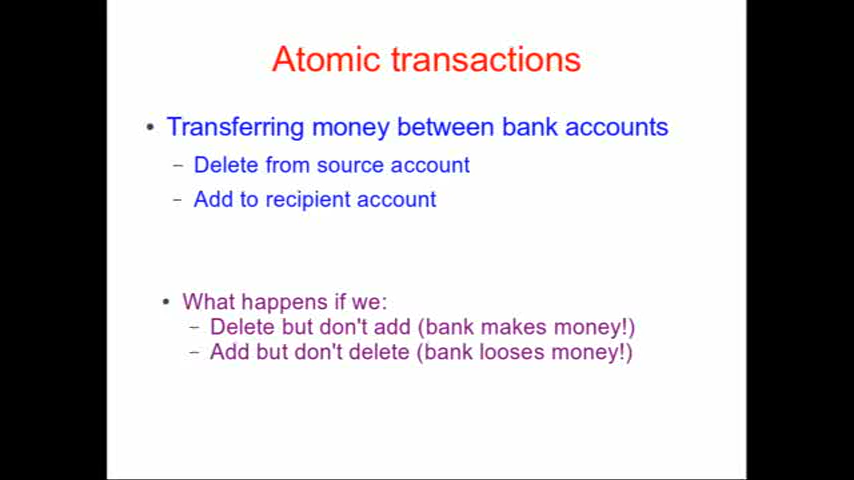 Atomic transactions
• Transferring money between bank accounts
– Delete from source account
– Add to recipient account
• What happens if we:
– Delete but don't add (bank makes money!)
– Add but don't delete (bank looses money!)